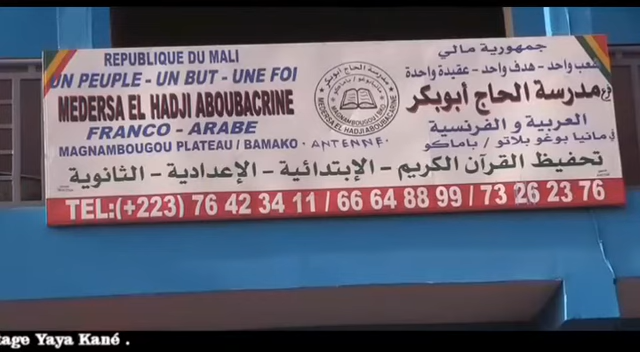 REPUBLIQUE DU MALI
UN PEUPLE - UN BUT - UNE FOI
MEDERSA EL HADJI ABOUBACRINE
FRANCO - ARABE
MAGNAMBOUGOU PLATEAU / BAMAKO - ANTENNE -
مدرسة الحاج أبوبكر
MAGNAMBOUGOU
MEDERSA EL HADJI ABOUBACRINE
جمهورية مالي
شعب واحد - هدف واحد - عقيدة واحدة
فرع مدرسة الحاج أبوبكر
العربية و الفرنسية
في مانيا بوغو بلاتو / باماكو
تحفيظ القرآن الكريم - الإبتدائية - الإعدادية - الثانوية
TEL:(+223) 76 42 34 11 / 66 64 88 99 / 73 26 23 76
tage Yaya Kané .